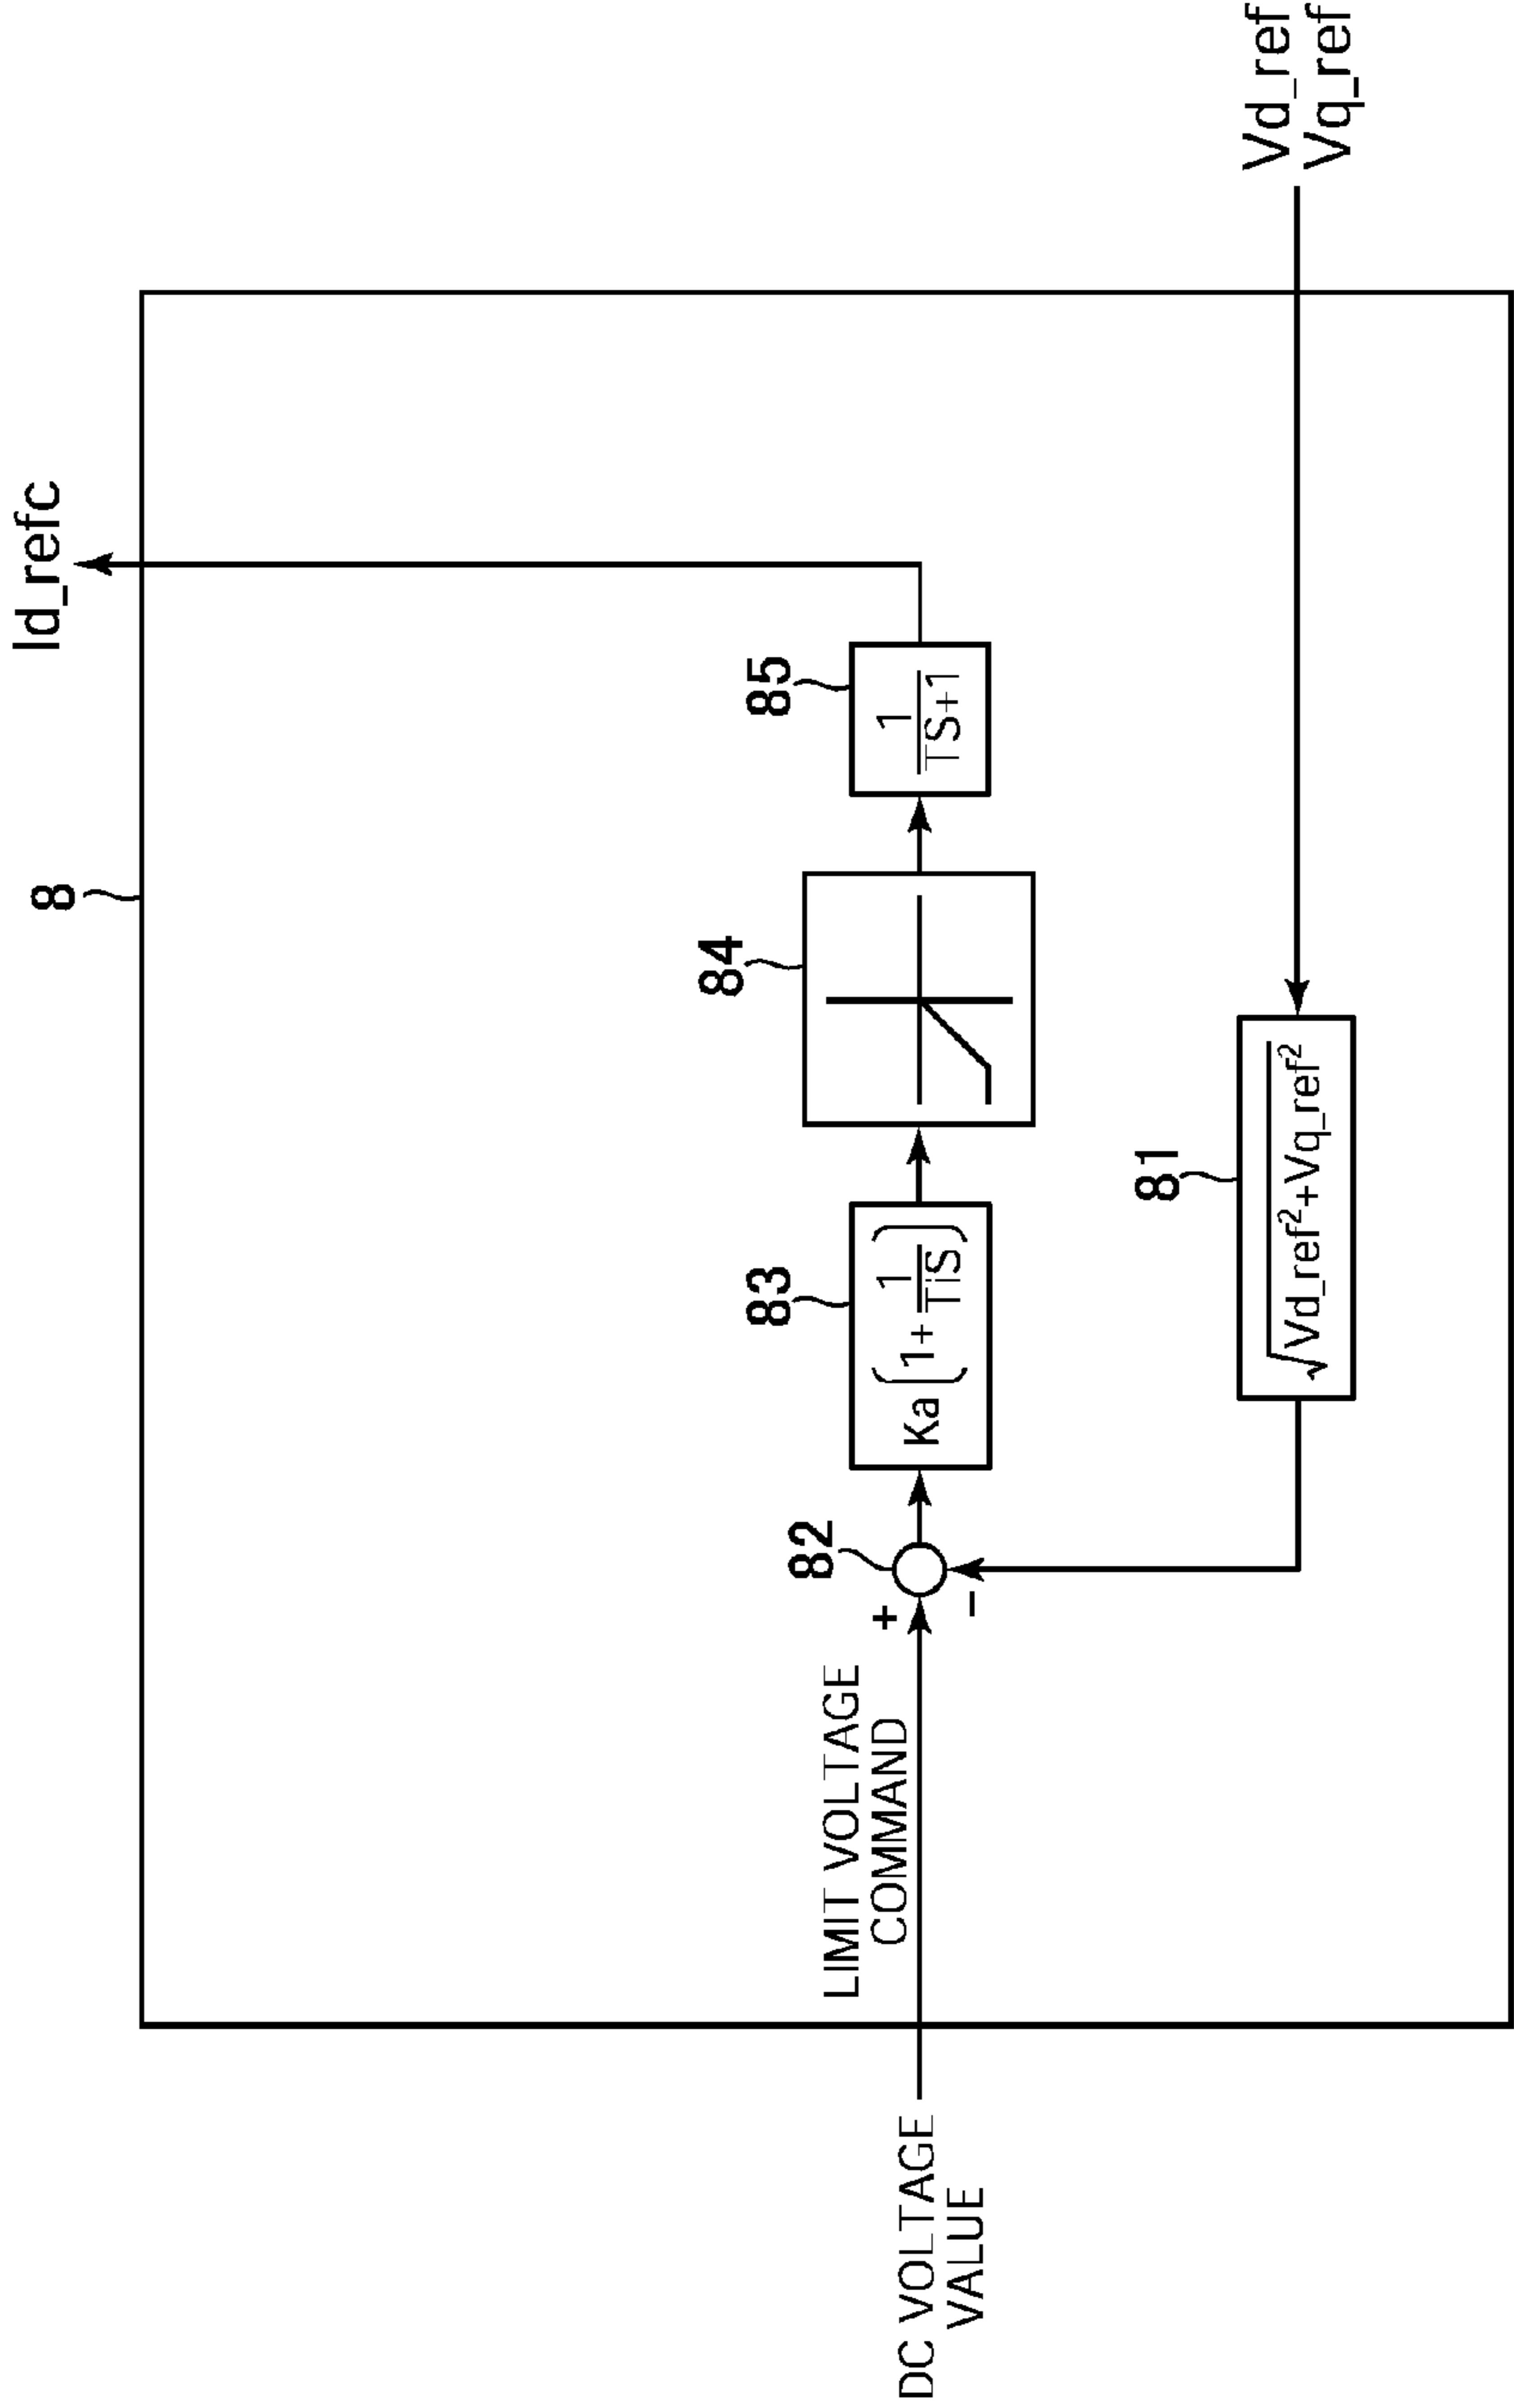 8
Id_refc
85
1
TS+1
84
83
Ka(1+1
TiS)
82
+
−
LIMIT VOLTAGE
COMMAND
DC VOLTAGE
VALUE
81
√Vd_ref²+Vq_ref²
Vd_ref
Vq_ref